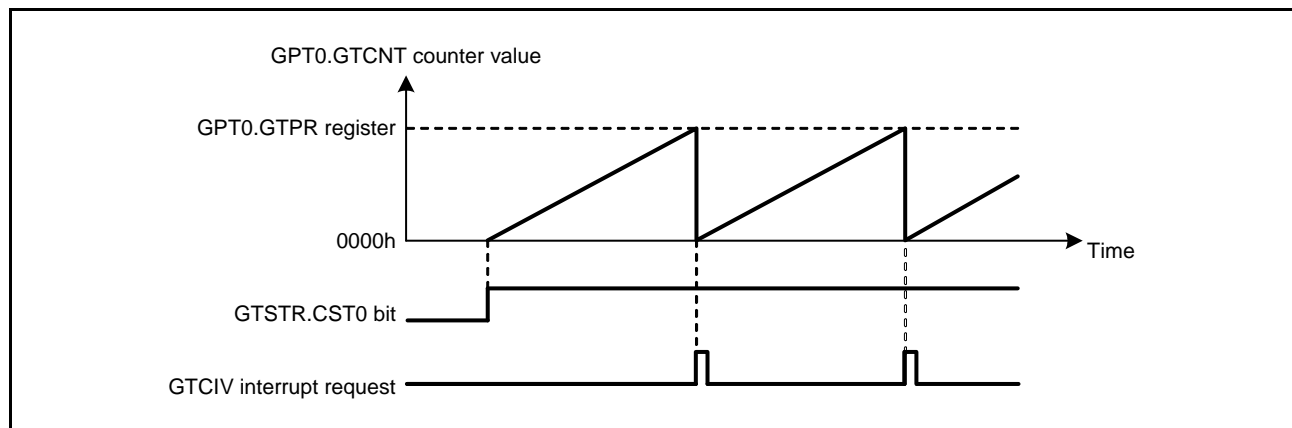 GPT0.GTCNT counter value
GPT0.GTPR register
0000h
Time
GTSTR.CST0 bit
GTCIV interrupt request